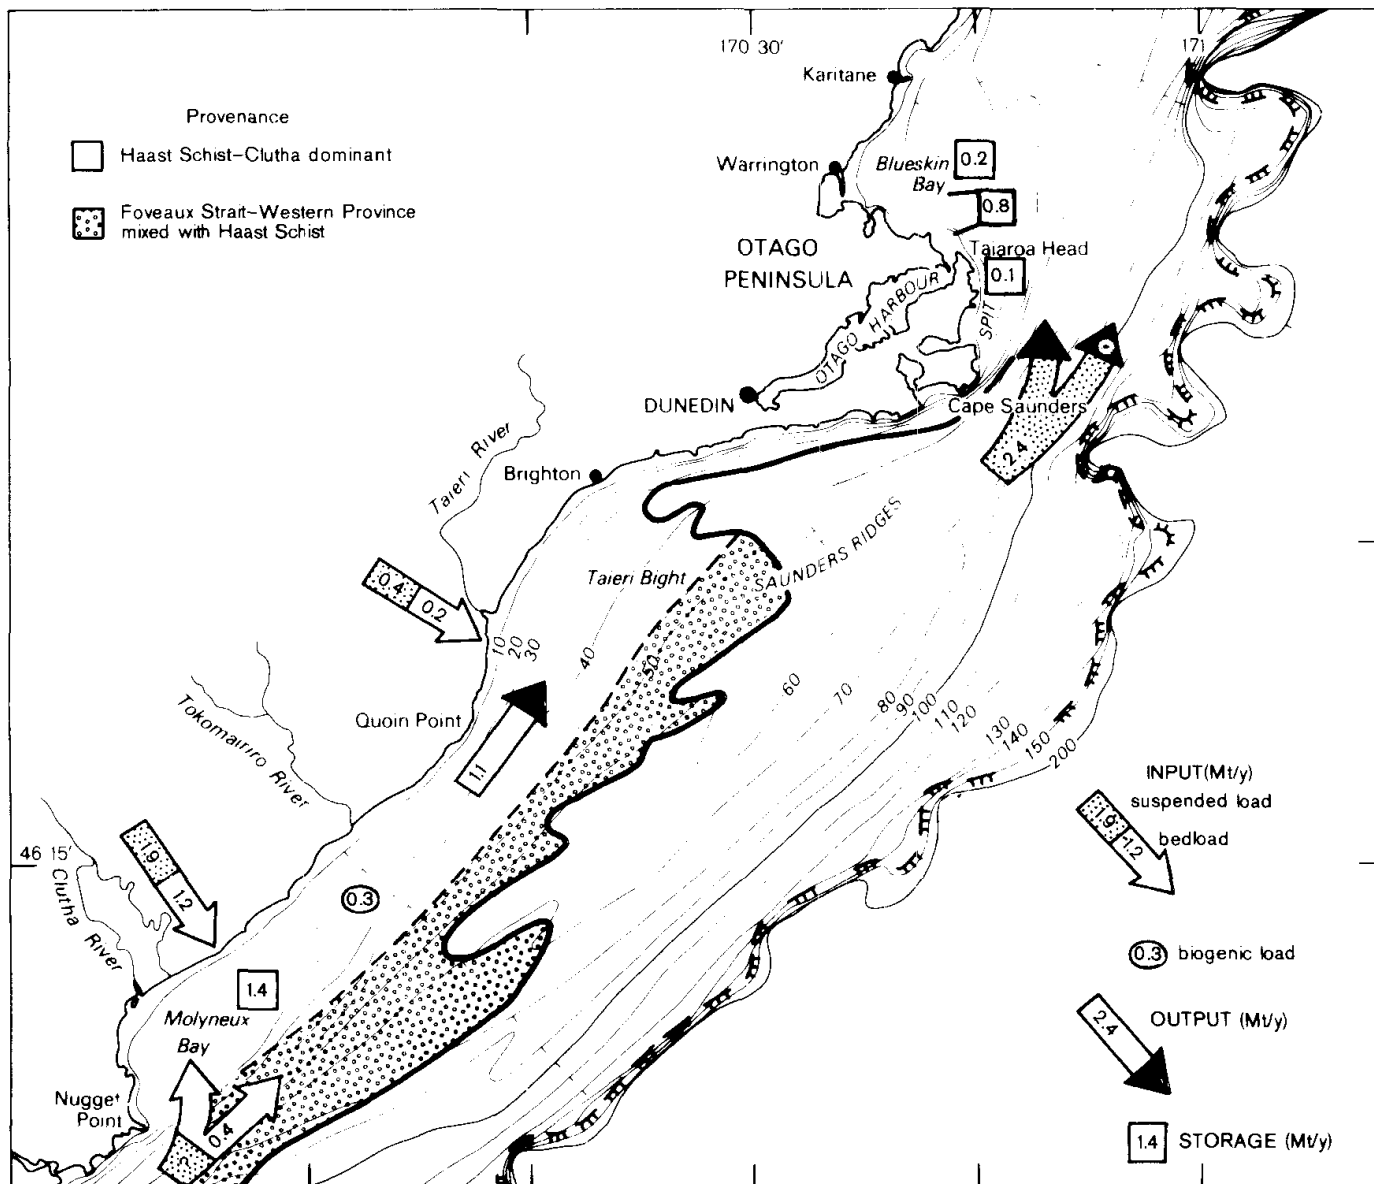 170 30'
171
Karitane
Provenance
Haast Schist-Clutha dominant
Foveaux Strait-Western Province
mixed with Haast Schist
Warrington
Blueskin
Bay
0.2
0.8
OTAGO
PENINSULA
Taiaroa Head
0.1
OTAGO HARBOUR
SPIT
DUNEDIN
Cape Saunders
2.4
Taieri River
Brighton
SAUNDERS RIDGES
Taieri Bight
0.4
0.2
10
20
30
40
50
60
70
80
90
100
110
120
130
140
150
200
Quoin Point
1.1
Tokomairiro River
INPUT(Mt/y)
suspended load
bedload
1.9
1.2
46 15'
Clutha River
1.9
1.2
0.3
0.3
biogenic load
1.4
Molyneux
Bay
2.4
OUTPUT (Mt/y)
Nugget
Point
0.4
?
1.4
STORAGE (Mt/y)